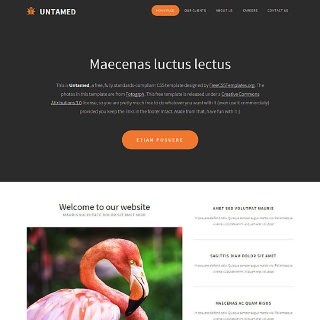 UNTAMED
HOMEPAGE OUR CLIENTS ABOUT US CAREERS CONTACT US
Maecenas luctus lectus
This is Untamed, a free, fully standards-compliant CSS template designed by FreeCSSTemplates.org. The
photos in this template are from Fotogrph. This free template is released under a Creative Commons
Attributions 3.0 license, so you are pretty much free to do whatever you want with it (even use it commercially)
provided you keep the links in the footer intact. Aside from that, have fun with it :)
ETIAM POSUERE
Welcome to our website
AMET SED VOLUTPAT MAURIS
SAGITTIS DIAM DOLOR SIT AMET
MAECENAS AC QUAM RISUS